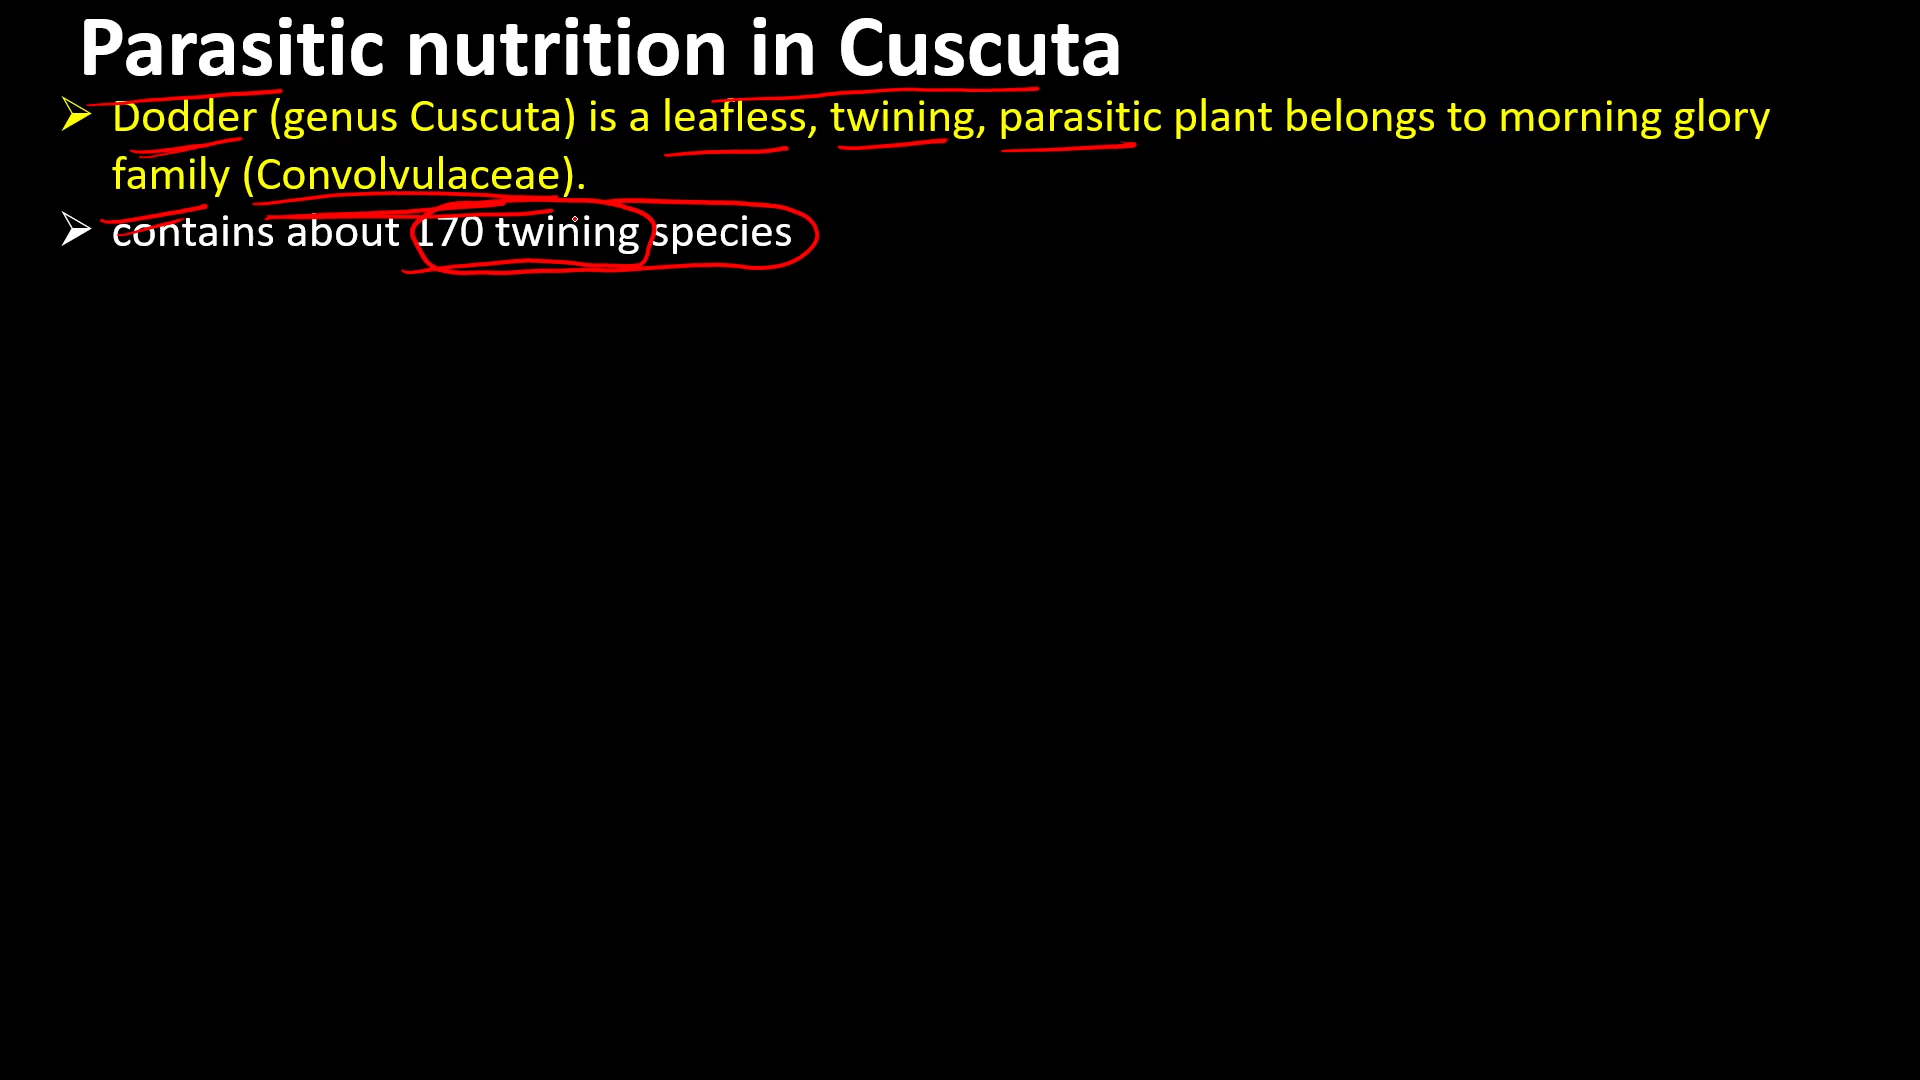 Parasitic nutrition in Cuscuta
Dodder (genus Cuscuta) is a leafless, twining, parasitic plant belongs to morning glory
family (Convolvulaceae).
contains about 170 twining species